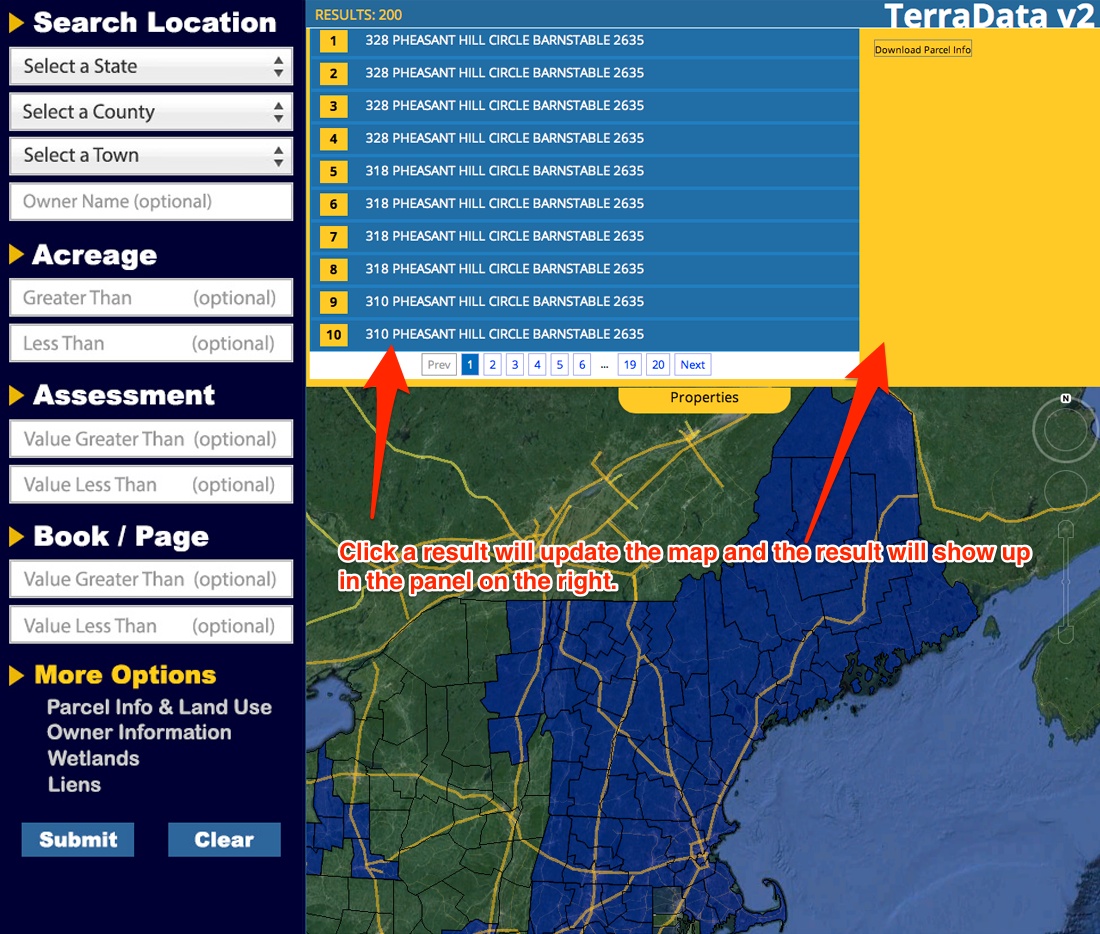 Search Location
Select a State
Select a County
Select a Town
Owner Name (optional)
Acreage
Greater Than (optional)
Less Than (optional)
Assessment
Value Greater Than (optional)
Value Less Than (optional)
Book / Page
Value Greater Than (optional)
Value Less Than (optional)
More Options
Parcel Info & Land Use
Owner Information
Wetlands
Liens
Submit
Clear
RESULTS: 200
TerraData v2
1 328 PHEASANT HILL CIRCLE BARNSTABLE 2635
2 328 PHEASANT HILL CIRCLE BARNSTABLE 2635
3 328 PHEASANT HILL CIRCLE BARNSTABLE 2635
4 328 PHEASANT HILL CIRCLE BARNSTABLE 2635
5 318 PHEASANT HILL CIRCLE BARNSTABLE 2635
6 318 PHEASANT HILL CIRCLE BARNSTABLE 2635
7 318 PHEASANT HILL CIRCLE BARNSTABLE 2635
8 318 PHEASANT HILL CIRCLE BARNSTABLE 2635
9 310 PHEASANT HILL CIRCLE BARNSTABLE 2635
10 310 PHEASANT HILL CIRCLE BARNSTABLE 2635
Prev 1 2 3 4 5 6 ... 19 20 Next
Download Parcel Info
Properties
N
Click a result will update the map and the result will show up
in the panel on the right.